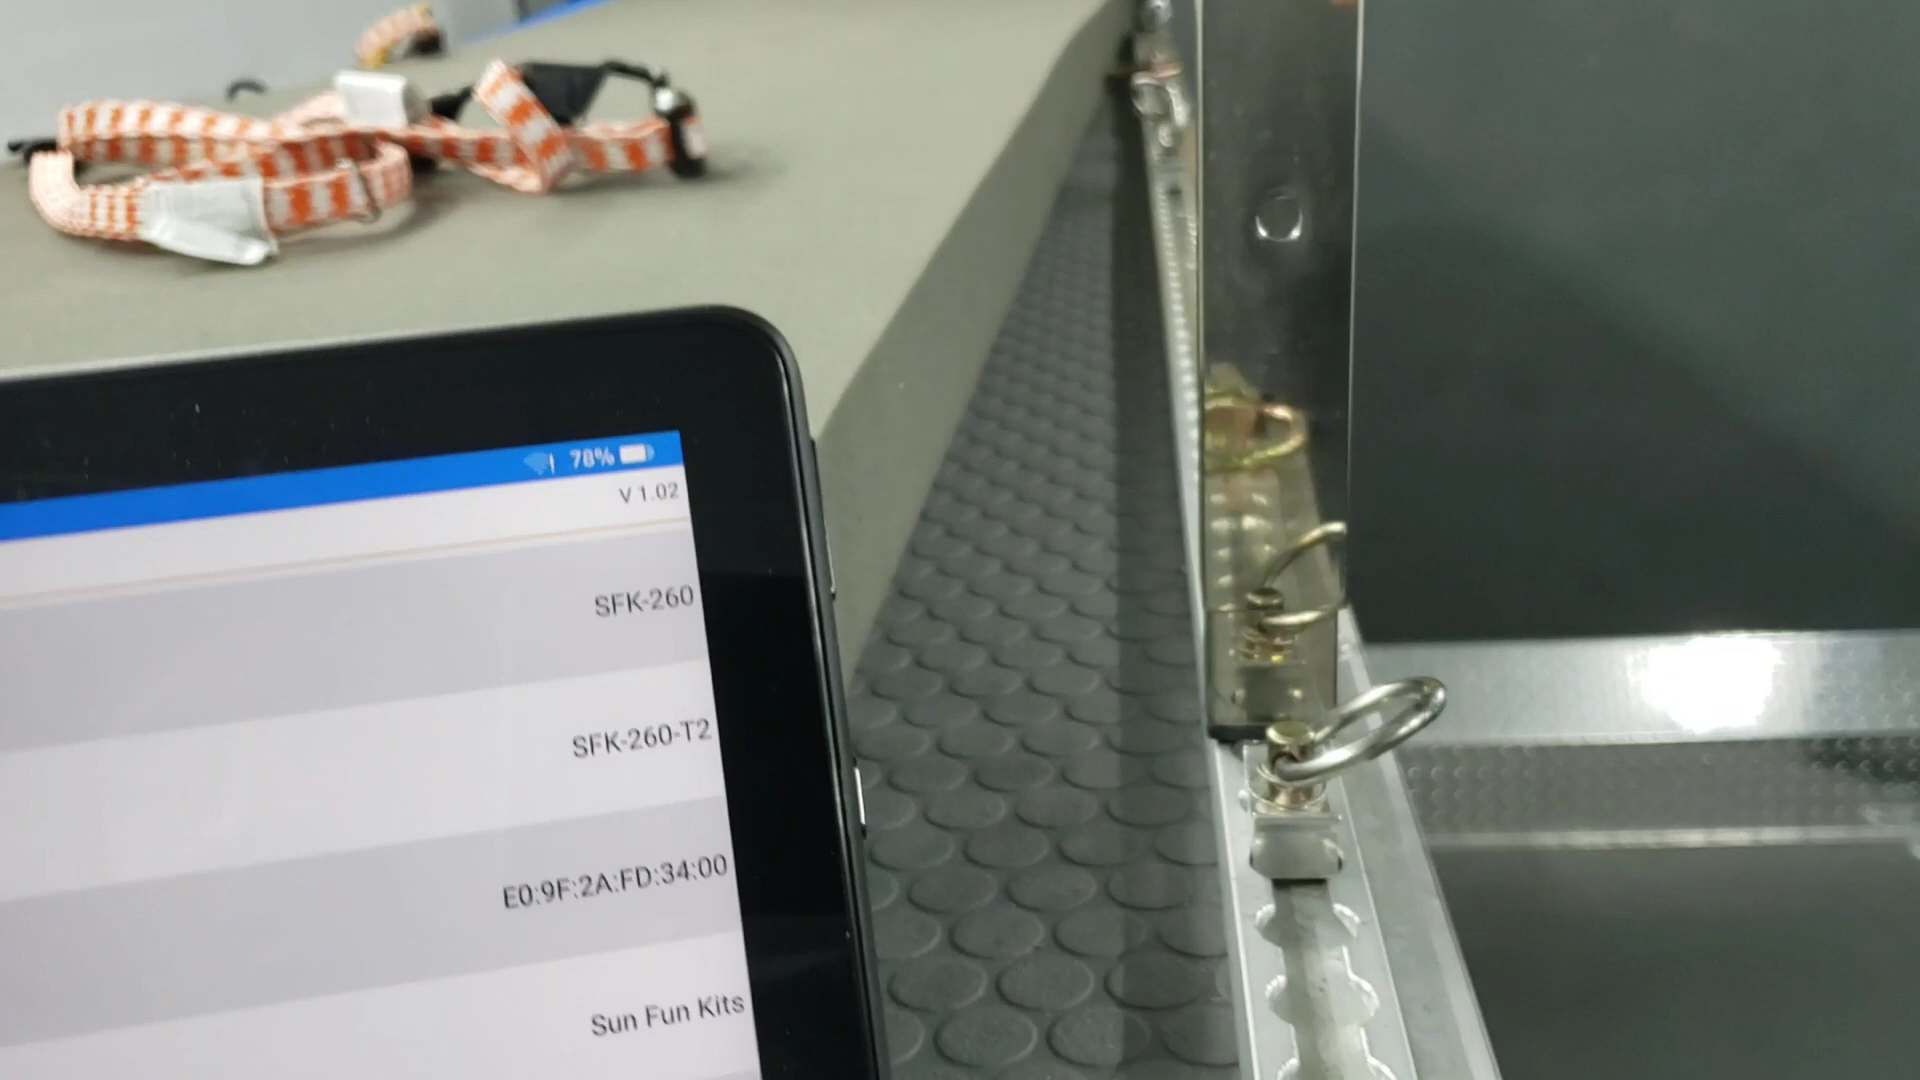 78%
V 1.02
SFK-260
SFK-260-T2
E0:9F:2A:FD:34:00
Sun Fun Kits